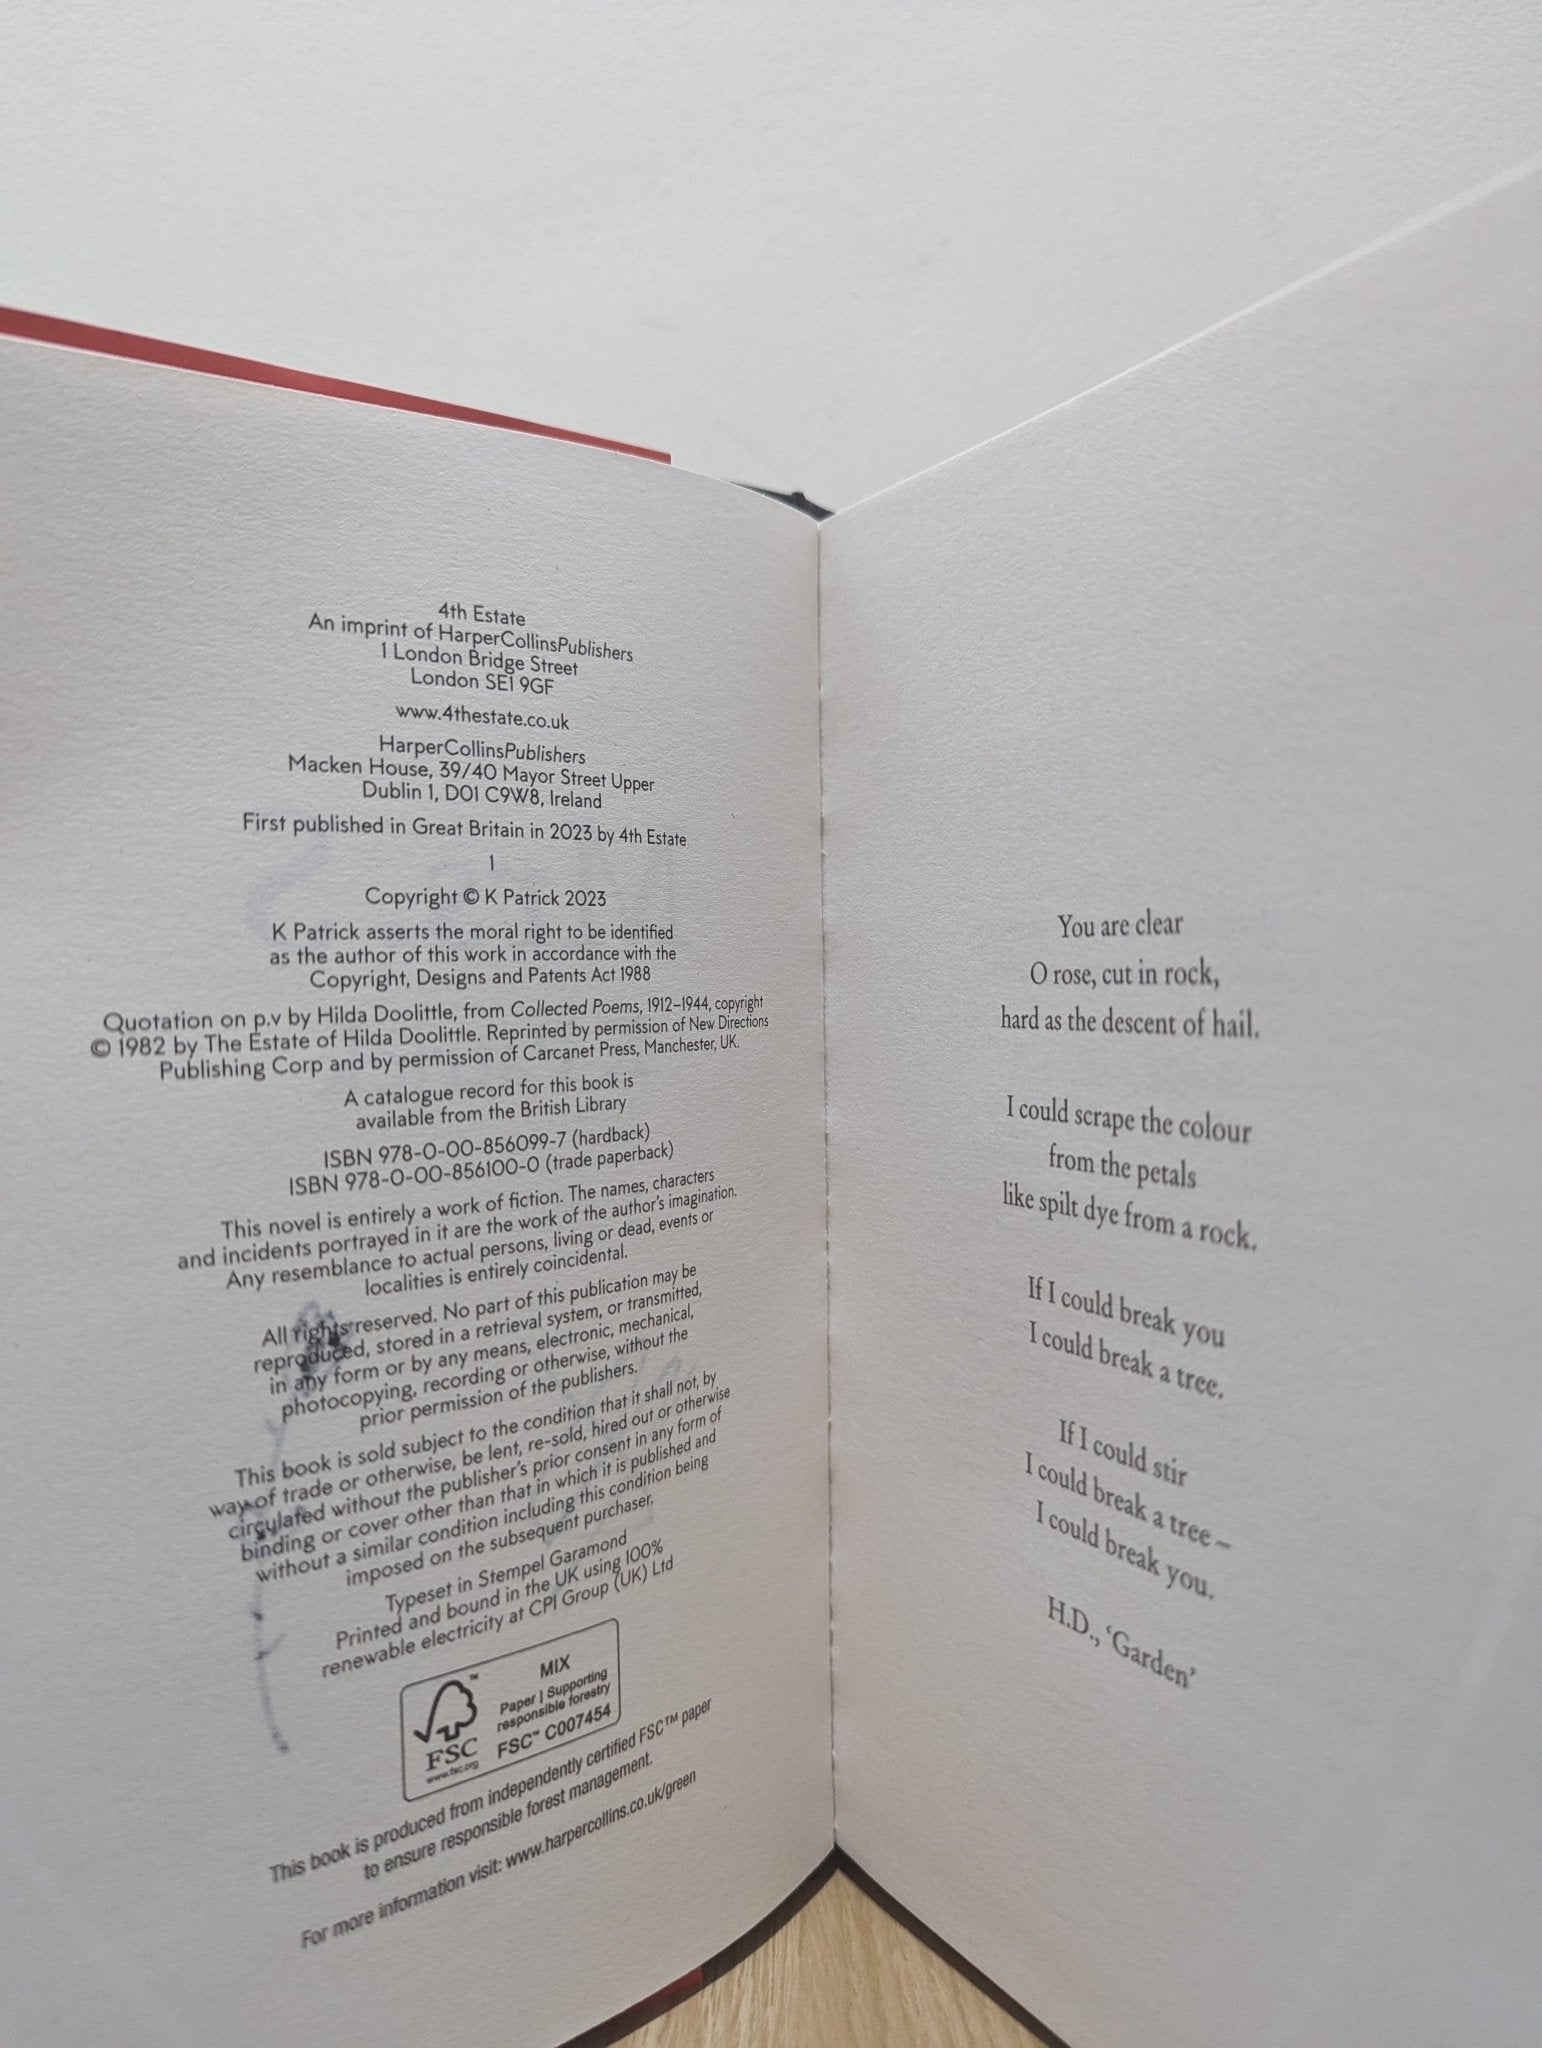 4th Estate
An imprint of HarperCollinsPublishers
1 London Bridge Street
London SE1 9GF
www.4thestate.co.uk
HarperCollinsPublishers
Macken House, 39/40 Mayor Street Upper
Dublin 1, D01 C9W8, Ireland
First published in Great Britain in 2023 by 4th Estate
1
Copyright © K Patrick 2023
K Patrick asserts the moral right to be identified
as the author of this work in accordance with the
Copyright, Designs and Patents Act 1988
Quotation on p.v by Hilda Doolittle, from Collected Poems, 1912–1944, copyright
© 1982 by The Estate of Hilda Doolittle. Reprinted by permission of New Directions
Publishing Corp and by permission of Carcanet Press, Manchester, UK.
A catalogue record for this book is
available from the British Library
ISBN 978-0-00-856099-7 (hardback)
ISBN 978-0-00-856100-0 (trade paperback)
This novel is entirely a work of fiction. The names, characters
and incidents portrayed in it are the work of the author's imagination.
Any resemblance to actual persons, living or dead, events or
localities is entirely coincidental.
All rights reserved. No part of this publication may be
reproduced, stored in a retrieval system, or transmitted,
in any form or by any means, electronic, mechanical,
photocopying, recording or otherwise, without the
prior permission of the publishers.
This book is sold subject to the condition that it shall not, by
way of trade or otherwise, be lent, re-sold, hired out or otherwise
circulated without the publisher's prior consent in any form of
binding or cover other than that in which it is published and
without a similar condition including this condition being
imposed on the subsequent purchaser.
Typeset in Stempel Garamond
Printed and bound in the UK using 100%
renewable electricity at CPI Group (UK) Ltd
MIX
Paper | Supporting
responsible forestry
FSC™ C007454
FSC
www.fsc.org
This book is produced from independently certified FSC™ paper
to ensure responsible forest management.
For more information visit: www.harpercollins.co.uk/green
You are clear
O rose, cut in rock,
hard as the descent of hail.
I could scrape the colour
from the petals
like spilt dye from a rock.
If I could break you
I could break a tree.
If I could stir
I could break a tree –
I could break you.
H.D., 'Garden'